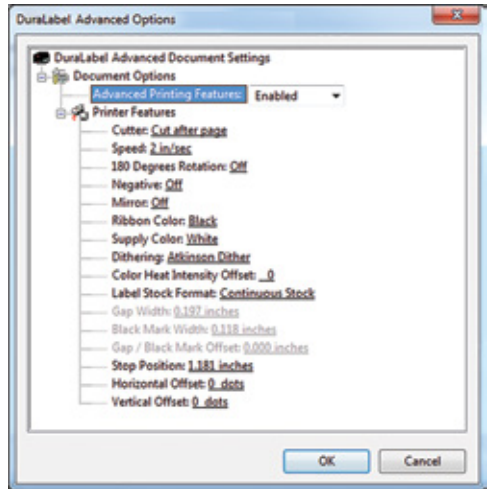 DuraLabel Advanced Options
DuraLabel Advanced Document Settings
Document Options
Advanced Printing Features: Enabled
Printer Features
Cutter: Cut after page
Speed: 2 in/sec
180 Degrees Rotation: Off
Negative: Off
Mirror: Off
Ribbon Color: Black
Supply Color: White
Dithering: Atkinson Dither
Color Heat Intensity Offset: 0
Label Stock Format: Continuous Stock
Gap Width: 0.197 inches
Black Mark Width: 0.118 inches
Gap / Black Mark Offset: 0.000 inches
Stop Position: 1.181 inches
Horizontal Offset: 0 dots
Vertical Offset: 0 dots
OK Cancel